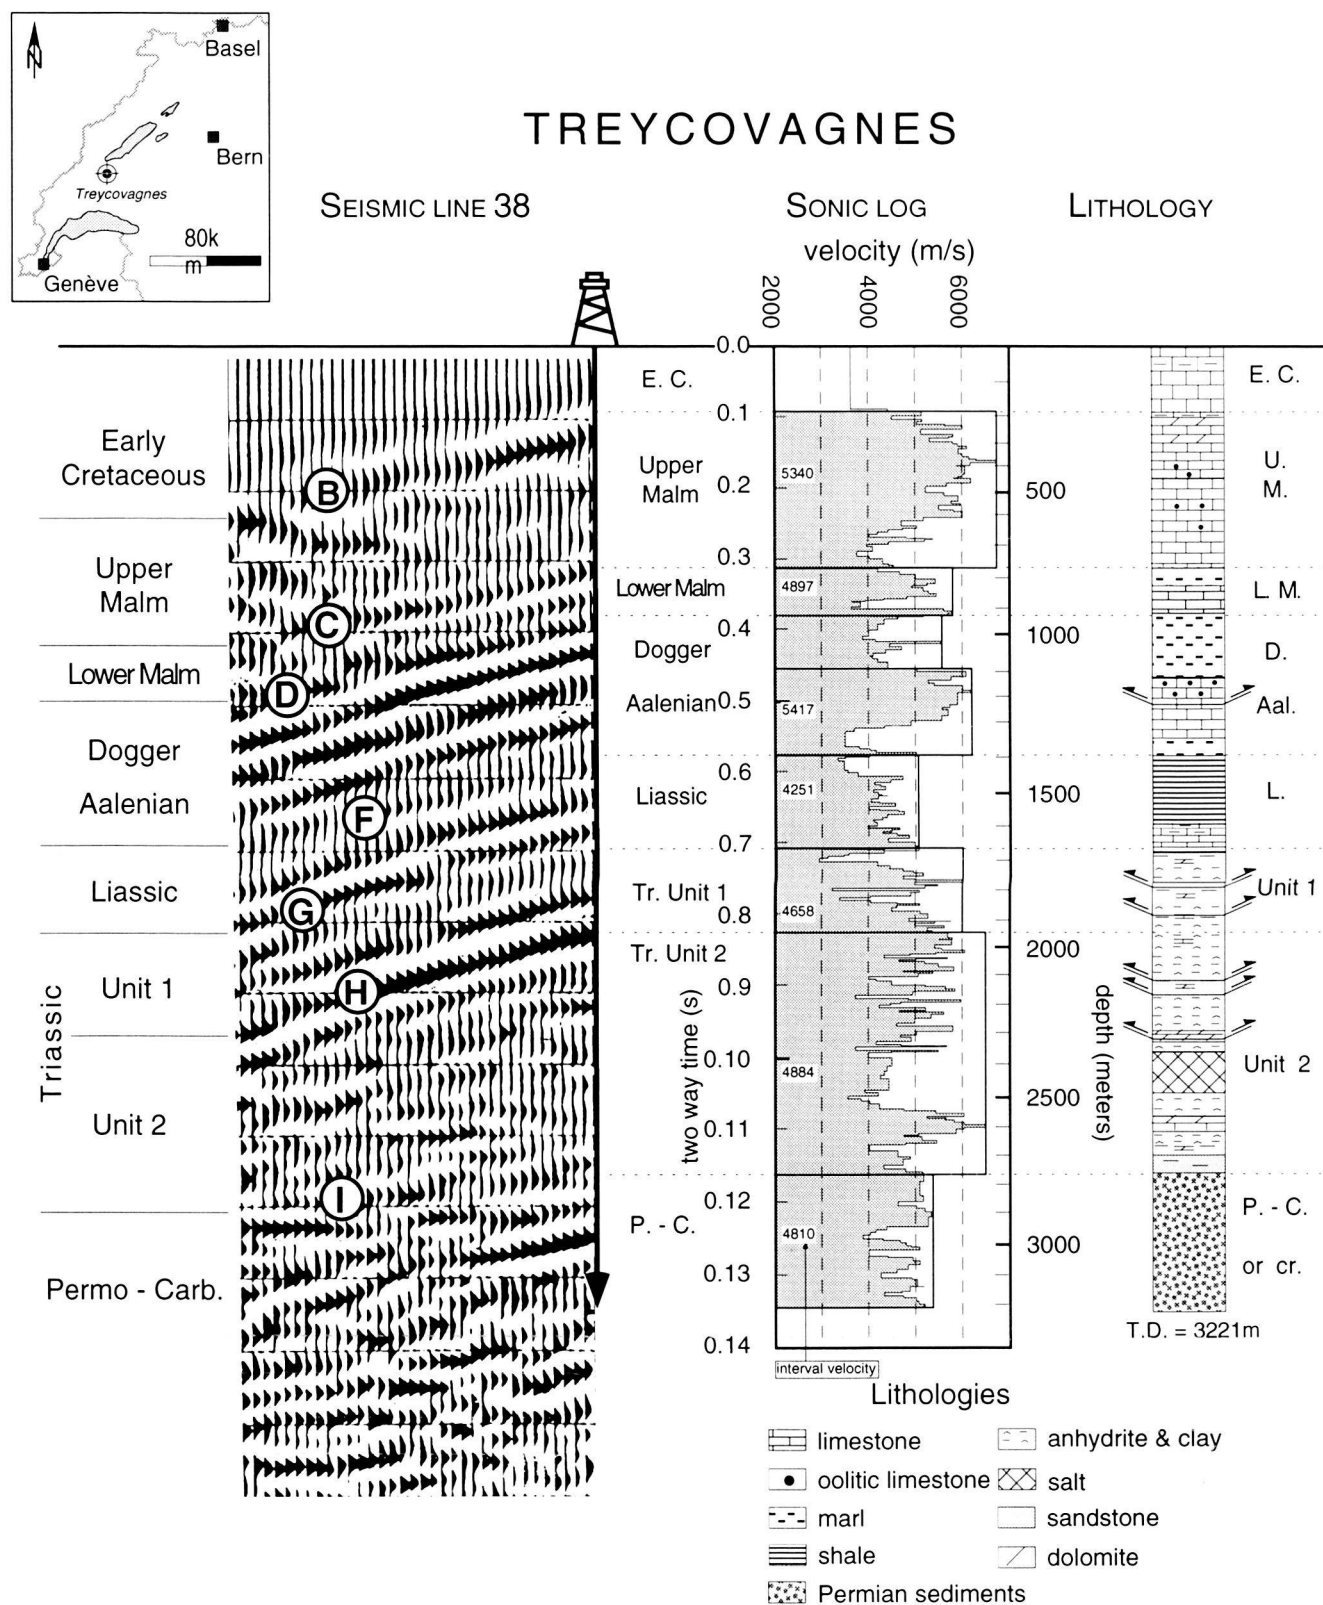 N
Basel
Bern
Treycovagnes
80k
m
Genève
TREYCOVAGNES
SEISMIC LINE 38
SONIC LOG
LITHOLOGY
velocity (m/s)
2000
4000
6000
Early
Cretaceous
Upper
Malm
Lower Malm
Dogger
Aalenian
Liassic
Triassic
Unit 1
Unit 2
Permo - Carb.
B
C
D
F
G
H
I
E. C.
Upper
Malm
Lower Malm
Dogger
Aalenian
Liassic
Tr. Unit 1
Tr. Unit 2
P. - C.
two way time (s)
0.0
0.1
0.2
0.3
0.4
0.5
0.6
0.7
0.8
0.9
0.10
0.11
0.12
0.13
0.14
5340
4897
5417
4251
4658
4884
4810
interval velocity
500
1000
1500
2000
2500
3000
depth (meters)
E. C.
U.
M.
L. M.
D.
Aal.
L.
Unit 1
Unit 2
P. - C.
or cr.
T.D. = 3221m
Lithologies
limestone
oolitic limestone
marl
shale
Permian sediments
anhydrite & clay
salt
sandstone
dolomite